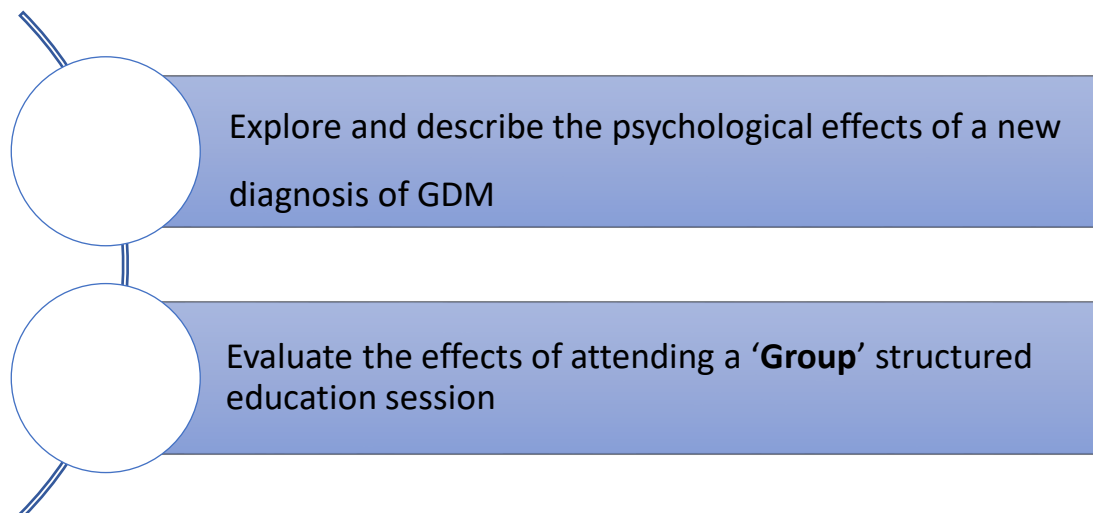 Explore and describe the psychological effects of a new
diagnosis of GDM
Evaluate the effects of attending a ‘Group’ structured
education session